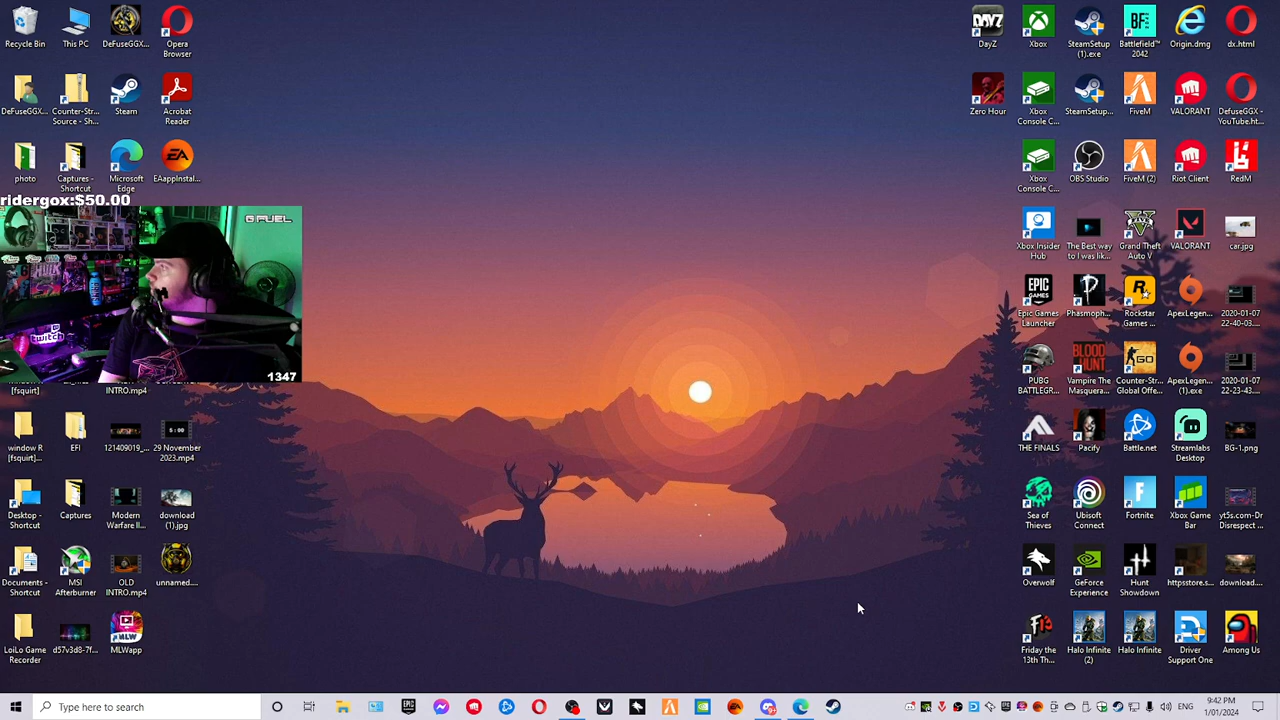 Recycle Bin
This PC
DeFuseGGX...
Opera Browser
DeFuseGGX...
Counter-Str... Source - Sh...
Steam
Acrobat Reader
photo
Captures - Shortcut
Microsoft Edge
EAappInstal...
ridergox:$50.00
G FUEL
twitch
1347
window R [fsquirt]
INTRO.mp4
window R [fsquirt]...
EFI
121409019_...
29 November 2023.mp4
Desktop - Shortcut
Captures
Modern Warfare II...
download (1).jpg
Documents - Shortcut
MSI Afterburner
OLD INTRO.mp4
unnamed....
LoiLo Game Recorder
d57v3d8-7f...
MLWapp
DayZ
Xbox
SteamSetup (1).exe
Battlefield™ 2042
Origin.dmg
dx.html
Zero Hour
Xbox Console C...
SteamSetup...
FiveM
VALORANT
DefuseGGX - YouTube.ht...
Xbox Console C...
OBS Studio
FiveM (2)
Riot Client
RedM
Xbox Insider Hub
The Best way to I was lik...
Grand Theft Auto V
VALORANT
car.jpg
Epic Games Launcher
Phasmoph...
Rockstar Games ...
ApexLegen...
2020-01-07 22-40-03....
PUBG BATTLEGR...
Vampire The Masquera...
Counter-Str... Global Offe...
ApexLegen... (1).exe
2020-01-07 22-23-43....
THE FINALS
Pacify
Battle.net
Streamlabs Desktop
BG-1.png
Sea of Thieves
Ubisoft Connect
Fortnite
Xbox Game Bar
yt5s.com-Dr Disrespect ...
Overwolf
GeForce Experience
Hunt Showdown
httpsstore.s...
download....
Friday the 13th Th...
Halo Infinite (2)
Halo Infinite
Driver Support One
Among Us
Type here to search
ENG
9:42 PM
1/01/2024